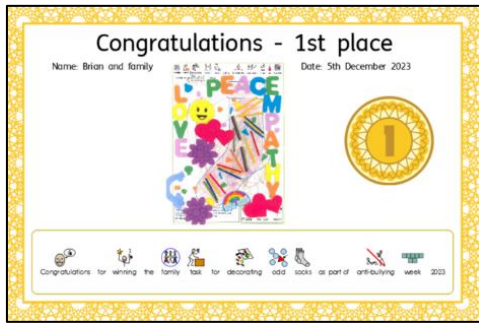 Congratulations - 1st place
Name: Brian and family
Date: 5th December 2023
PEACE
LOVE
EMPATHY
1
Congratulations for winning the family task for decorating odd socks as part of anti-bullying week 2023